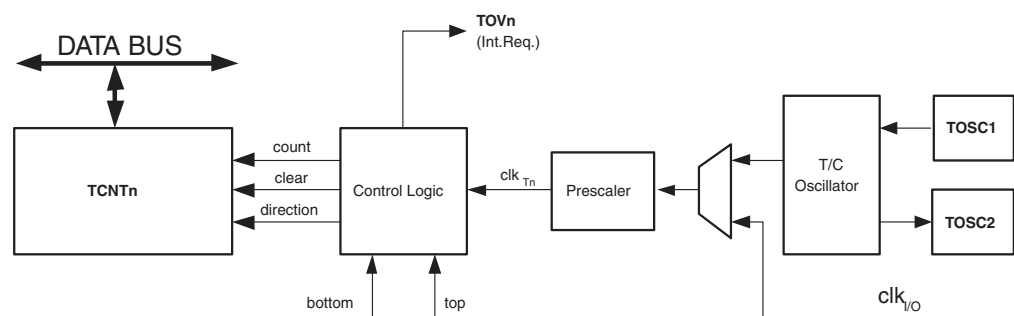 TOVn
(Int.Req.)
DATA BUS
TOSC1
count
T/C
Oscillator
TCNTn
clear
Control Logic
clk Tn
Prescaler
direction
TOSC2
bottom
top
clk I/O